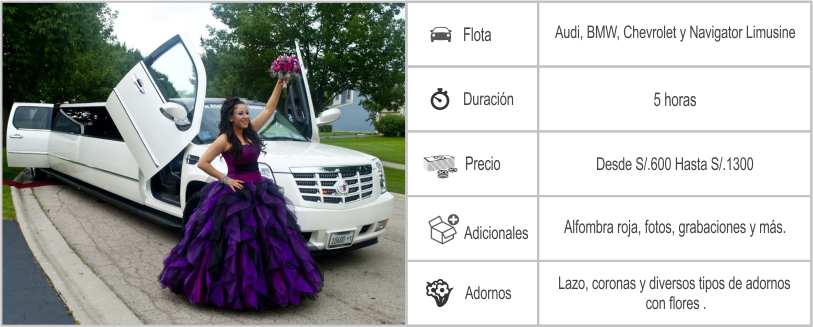 Flota
Audi, BMW, Chevrolet y Navigator Limusine
Duración
5 horas
Precio
Desde S/.600 Hasta S/.1300
Adicionales
Alfombra roja, fotos, grabaciones y más.
Adornos
Lazo, coronas y diversos tipos de adornos
con flores .